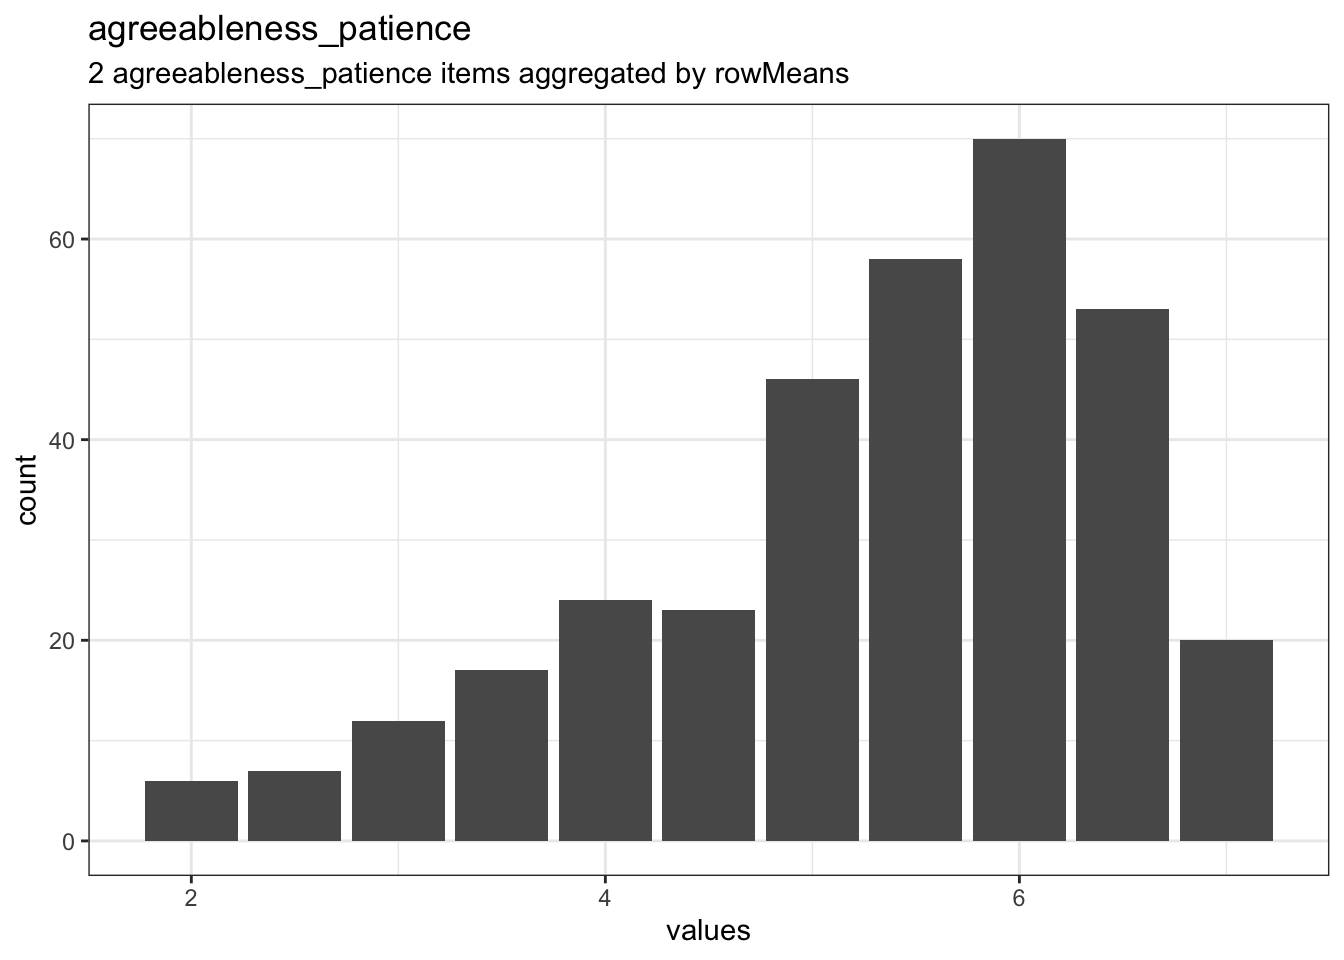 agreeableness_patience
2 agreeableness_patience items aggregated by rowMeans
60
40
20
0
count
2 4 6
values